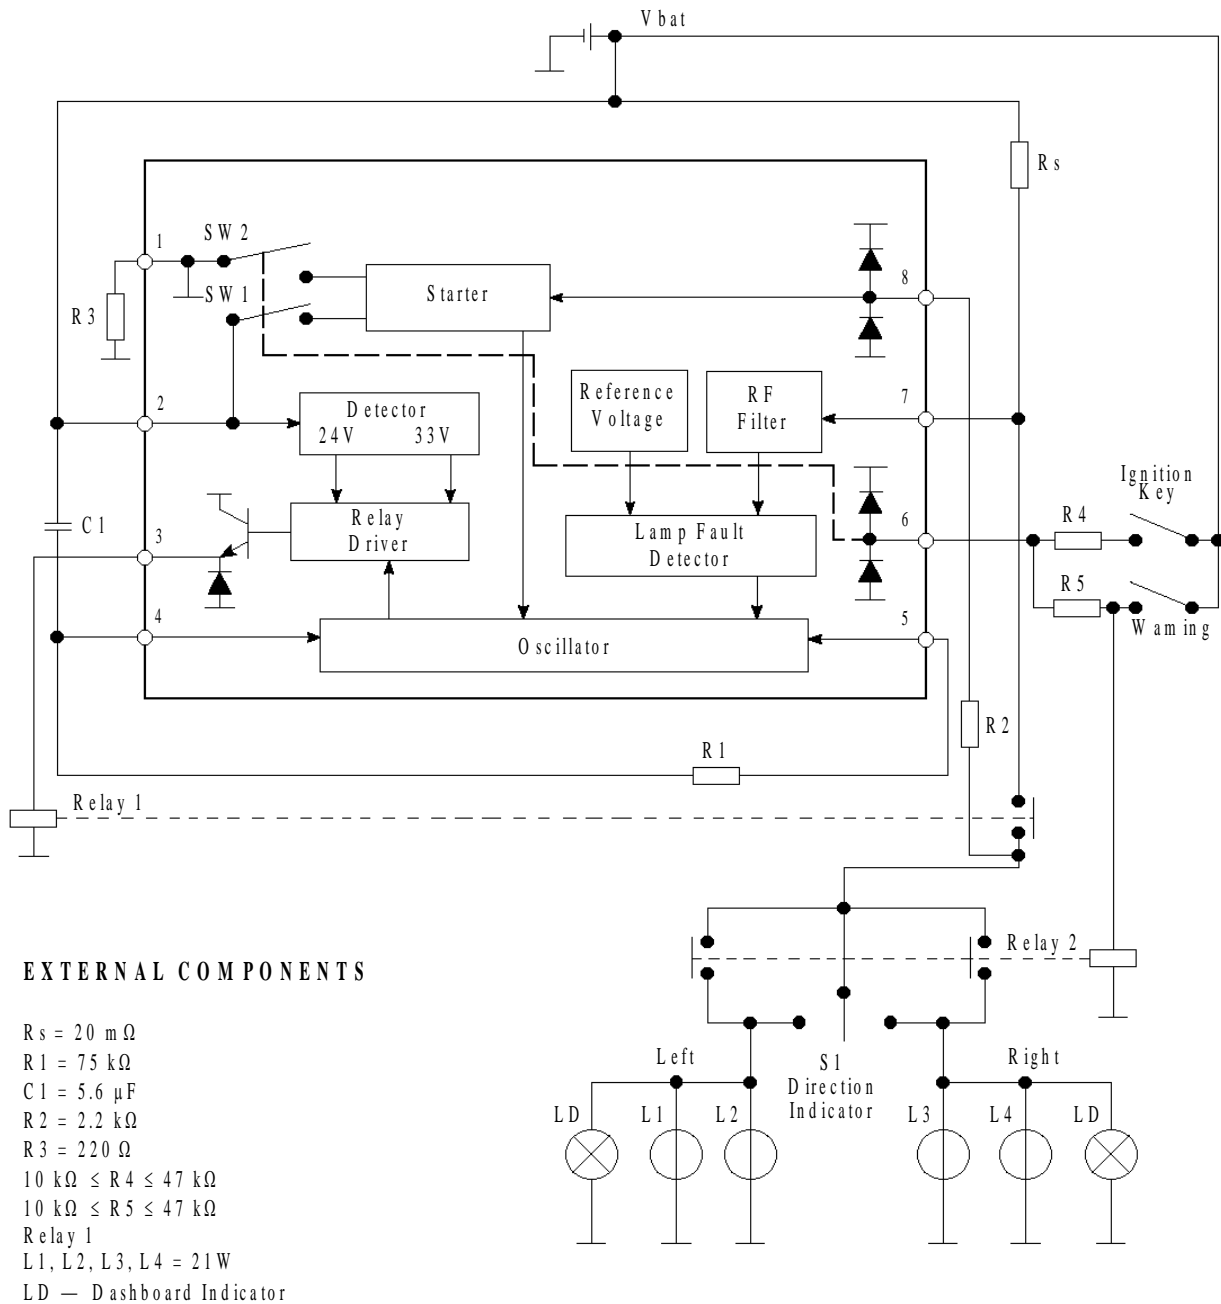 Vbat
Rs
1
SW2
SW1
R3
Starter
8
2
Detector
24V 33V
Reference
Voltage
RF
Filter
7
Ignition
Key
C1
3
Relay
Driver
Lamp Fault
Detector
6
R4
R5
Waming
4
Oscillator
5
R2
R1
Relay 1
Relay 2
EXTERNAL COMPONENTS
Rs = 20 mΩ
R1 = 75 kΩ
C1 = 5.6 µF
R2 = 2.2 kΩ
R3 = 220 Ω
10 kΩ ≤ R4 ≤ 47 kΩ
10 kΩ ≤ R5 ≤ 47 kΩ
Relay 1
L1, L2, L3, L4 = 21W
LD — Dashboard Indicator
Left
S1
Direction
Indicator
Right
LD
L1
L2
L3
L4
LD